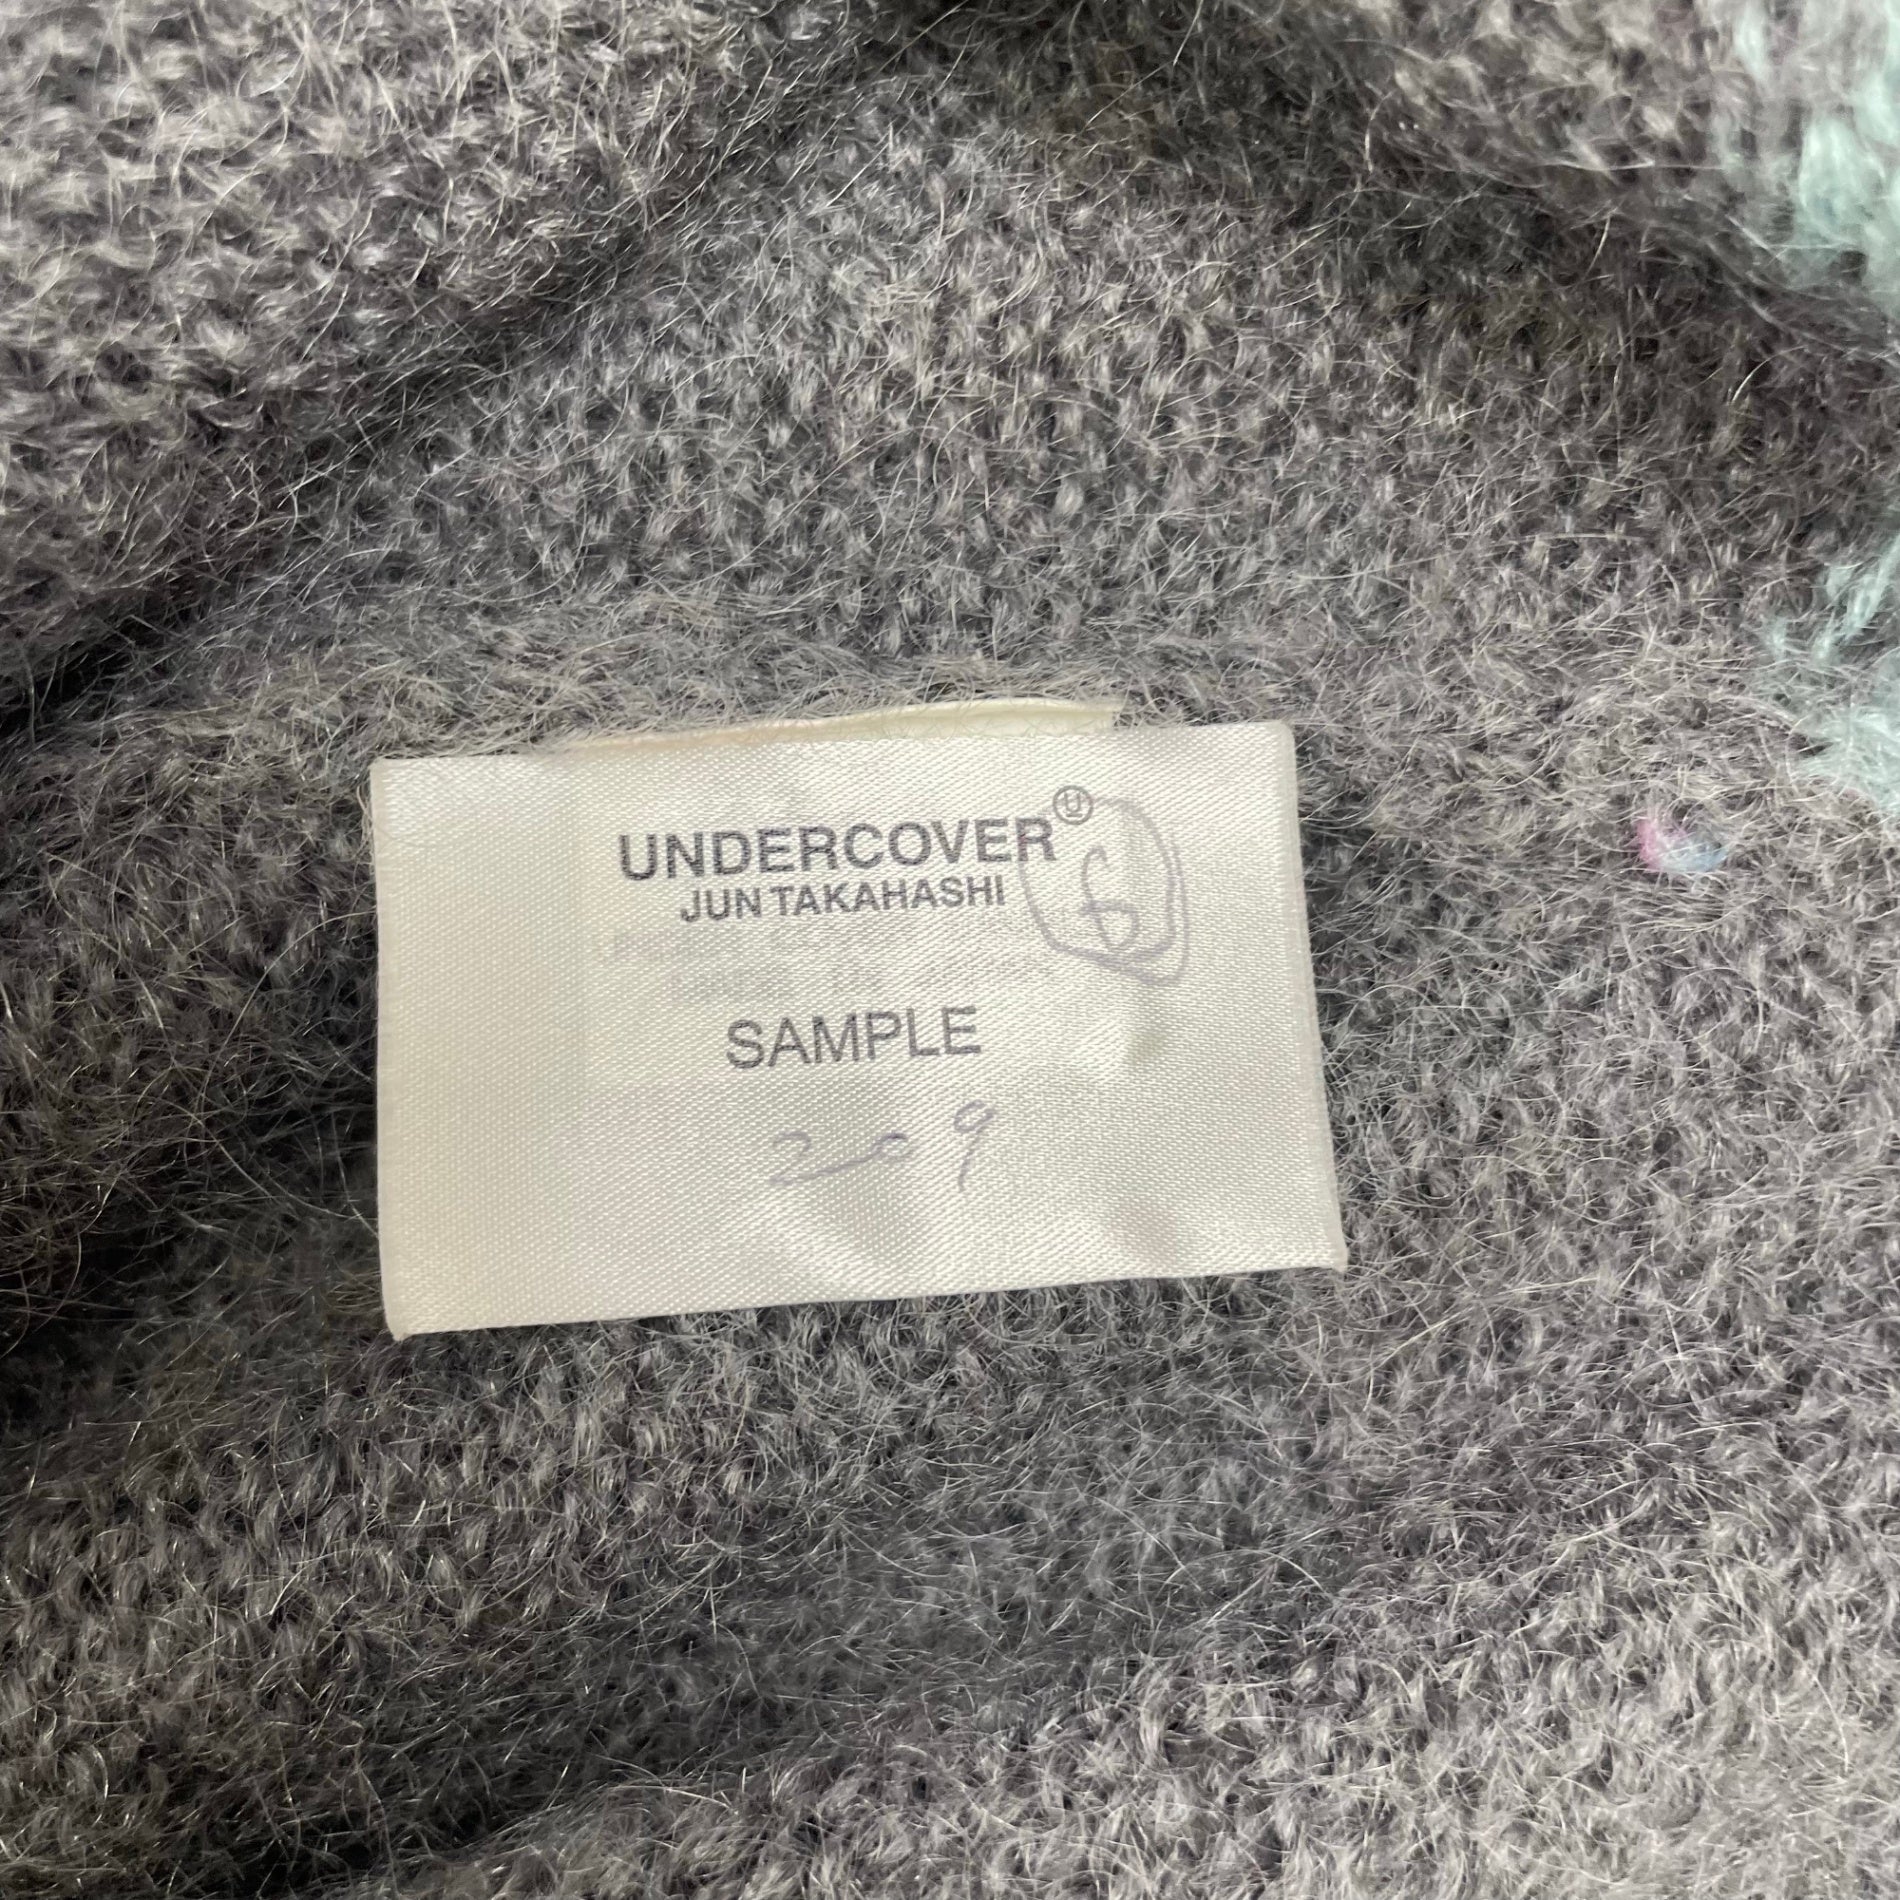 UNDERCOVER
JUN TAKAHASHI
SAMPLE
209